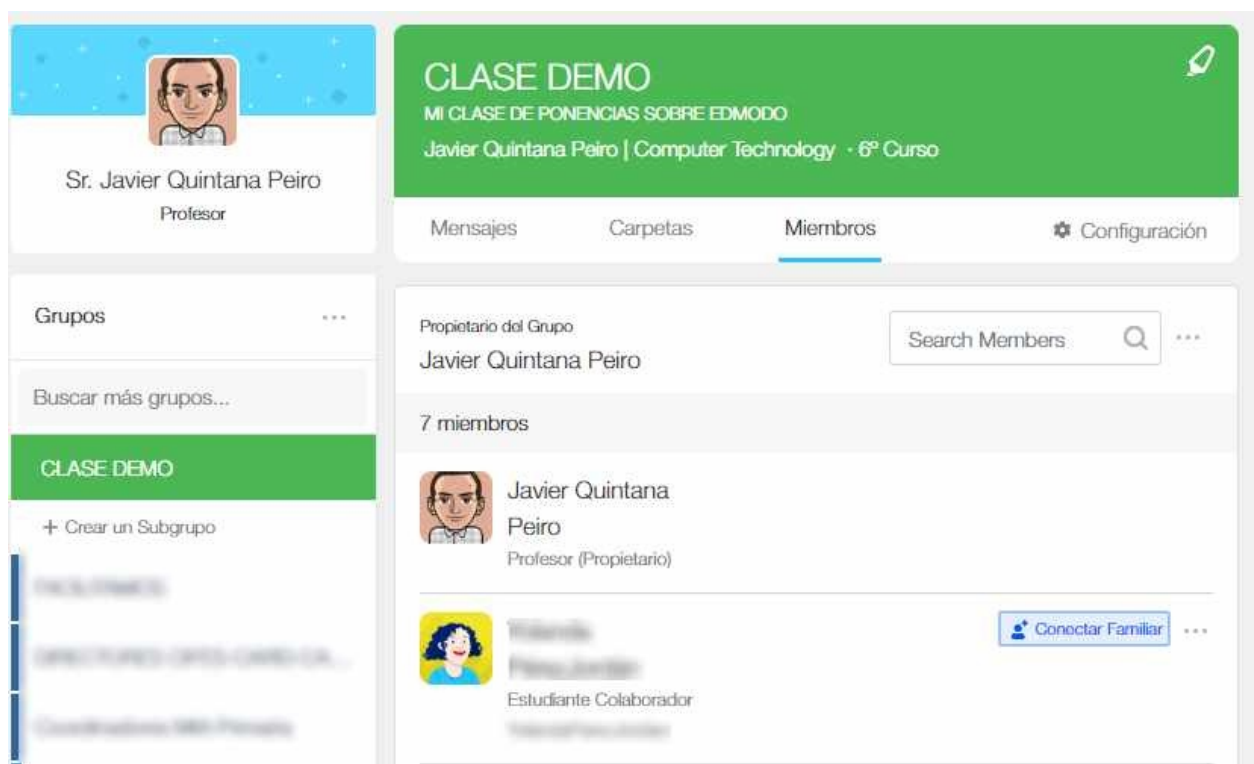 Sr. Javier Quintana Peiro
Profesor
Grupos
Buscar más grupos...
CLASE DEMO
+ Crear un Subgrupo
CLASE DEMO
MI CLASE DE PONENCIAS SOBRE EDMODO
Javier Quintana Peiro | Computer Technology · 6º Curso
Mensajes
Carpetas
Miembros
Configuración
Propietario del Grupo
Javier Quintana Peiro
Search Members
7 miembros
Javier Quintana
Peiro
Profesor (Propietario)
Conectar Familiar
Estudiante Colaborador